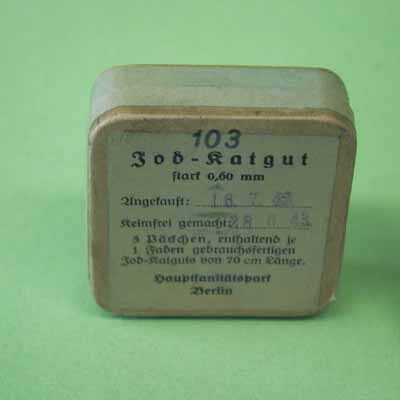 103
Jod-Katgut
stark 0,60 mm
Angekauft: 18. 7.
Keimfrei gemacht: 28 8 43
5 Päckchen, enthaltend je
1 Faden gebrauchsfertigen
Jod-Katguts von 70 cm Länge.
Hauptsanitätspark
Berlin